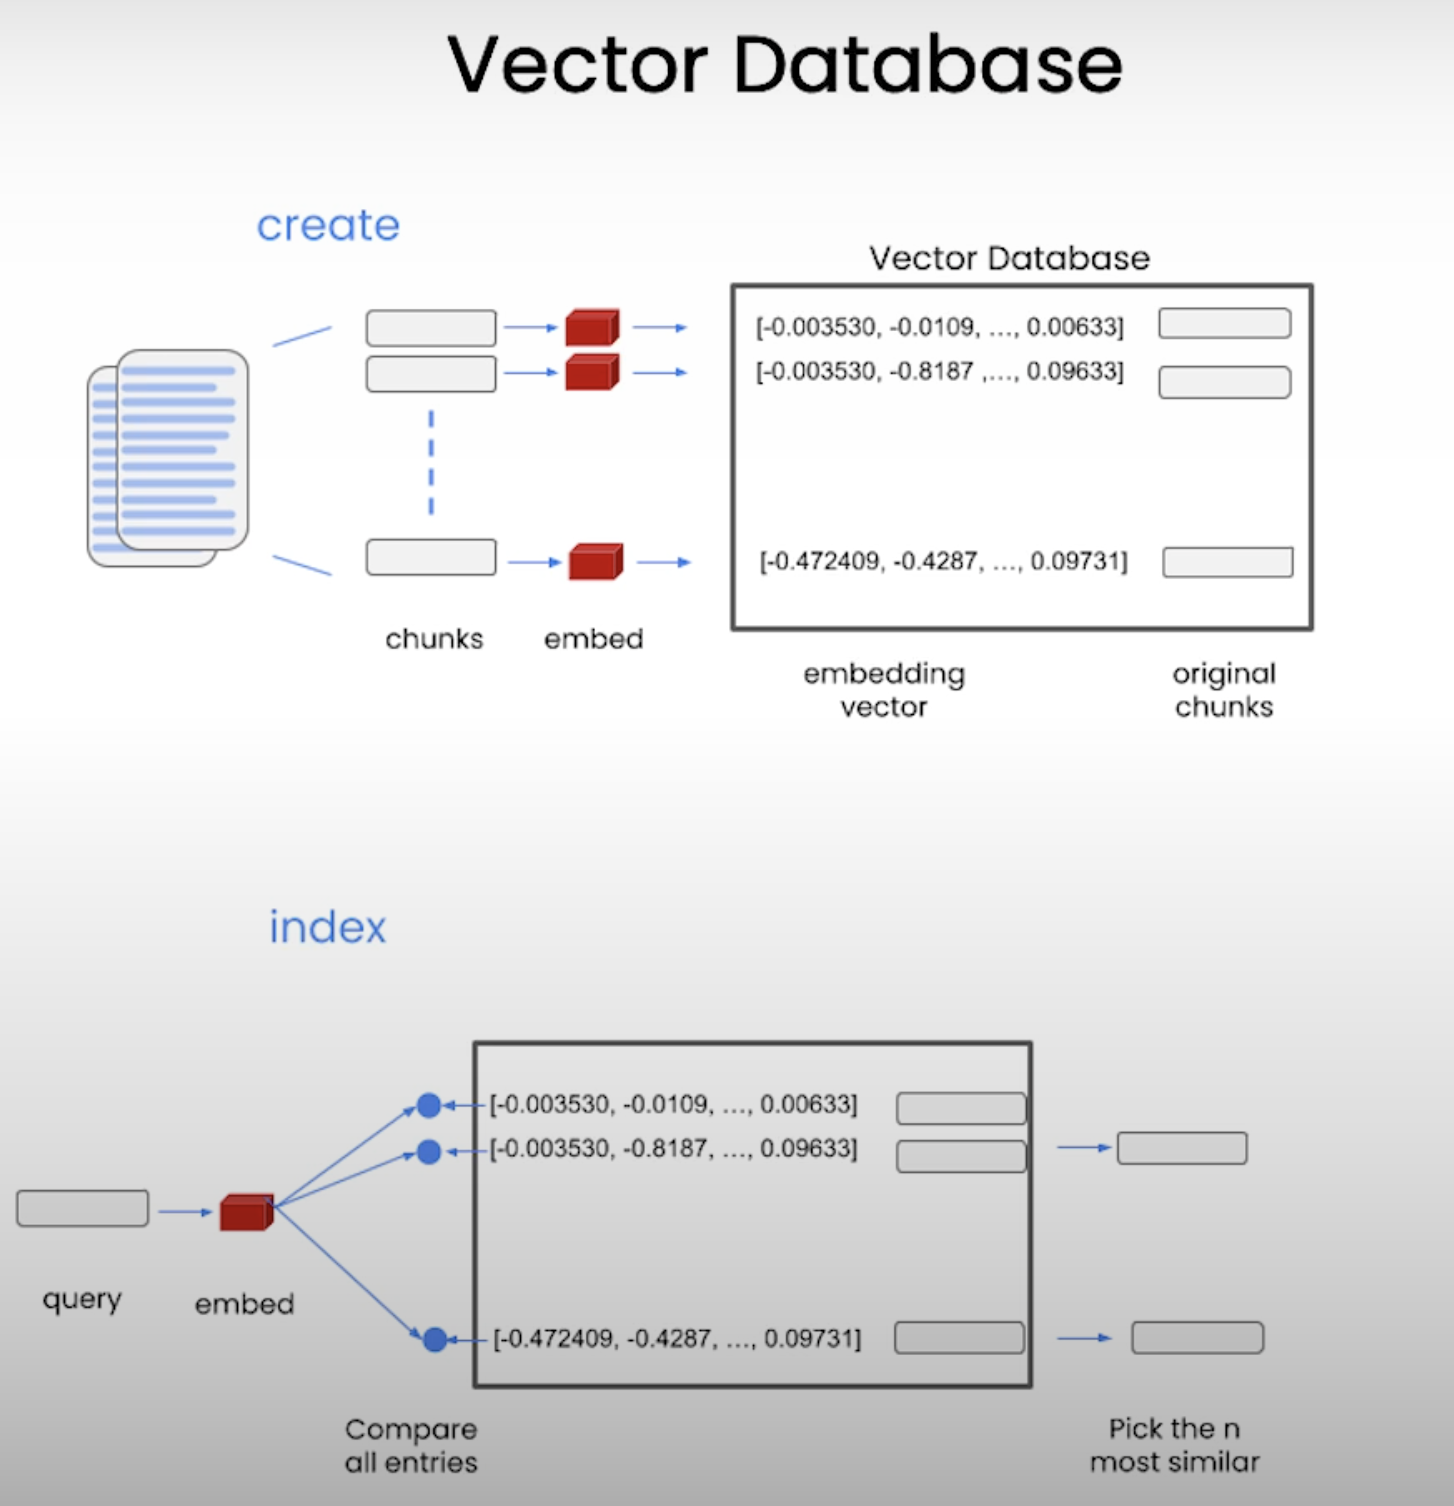 Vector Database
create
Vector Database
[-0.003530, -0.0109, ..., 0.00633]
[-0.003530, -0.8187 ,..., 0.09633]
[-0.472409, -0.4287, ..., 0.09731]
chunks
embed
embedding
vector
original
chunks
index
[-0.003530, -0.0109, ..., 0.00633]
[-0.003530, -0.8187, ..., 0.09633]
[-0.472409, -0.4287, ..., 0.09731]
query
embed
Compare
all entries
Pick the n
most similar